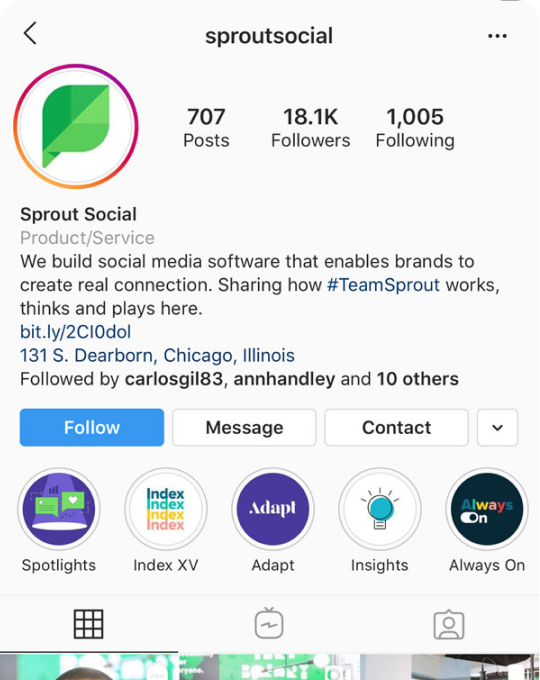 sproutsocial
707 18.1K 1,005
Posts Followers Following
Sprout Social
Product/Service
We build social media software that enables brands to
create real connection. Sharing how #TeamSprout works,
thinks and plays here.
bit.ly/2CI0dol
131 S. Dearborn, Chicago, Illinois
Followed by carlosgil83, annhandley and 10 others
Follow Message Contact
Index
Index
Index
Index
Adapt
Always
On
Spotlights Index XV Adapt Insights Always On